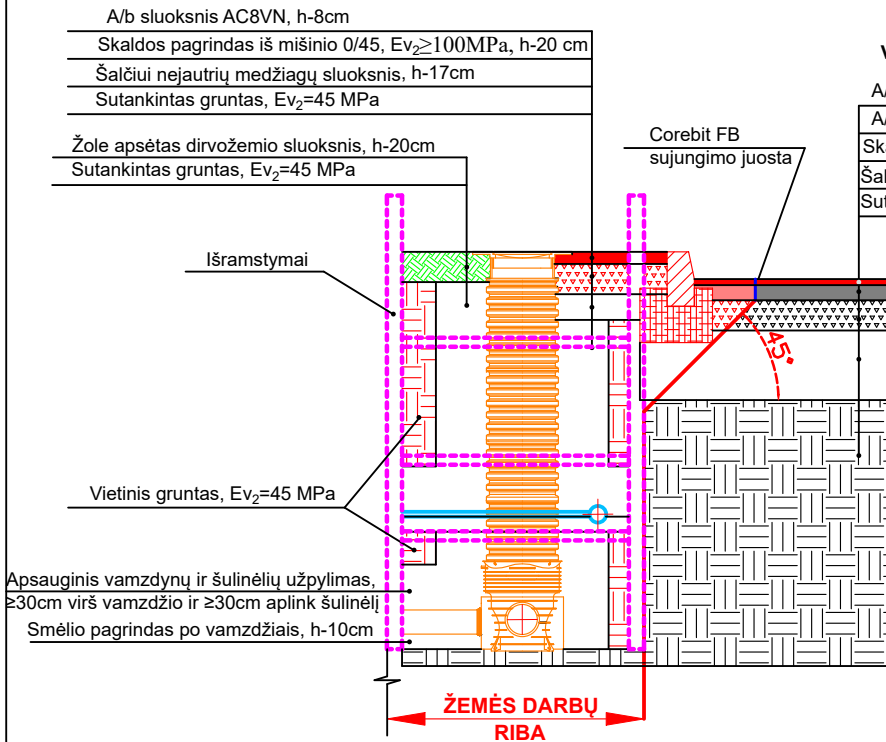 A/b sluoksnis AC8VN, h-8cm
Skaldos pagrindas iš mišinio 0/45, Ev₂≥100MPa, h-20 cm
Šalčiui nejautrių medžiagų sluoksnis, h-17cm
Sutankintas gruntas, Ev₂=45 MPa
Žole apsėtas dirvožemio sluoksnis, h-20cm
Sutankintas gruntas, Ev₂=45 MPa
Corebit FB
sujungimo juosta
V
A/
A/
Ska
Šal
Sut
Išramstymai
45°
Vietinis gruntas, Ev₂=45 MPa
Apsauginis vamzdynų ir šulinėlių užpylimas,
≥30cm virš vamzdžio ir ≥30cm aplink šulinėlį
Smėlio pagrindas po vamzdžiais, h-10cm
ŽEMĖS DARBŲ
RIBA